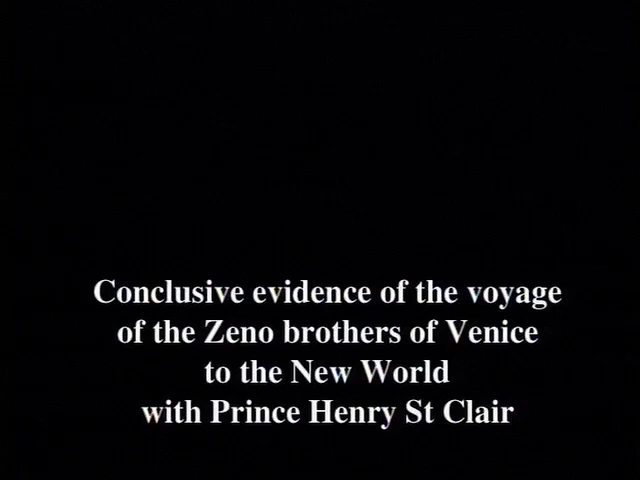 Conclusive evidence of the voyage
of the Zeno brothers of Venice
to the New World
with Prince Henry St Clair